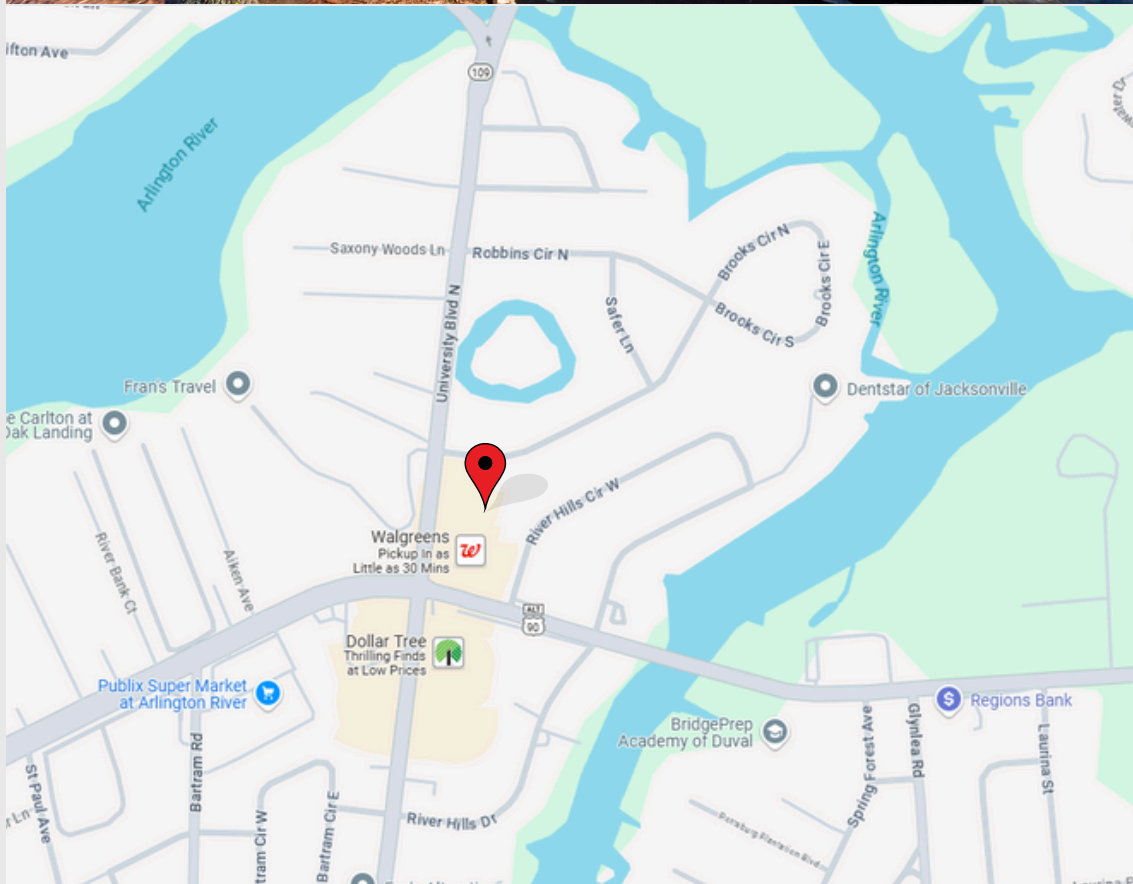 ifton Ave
109
Arlington River
Saxony Woods Ln
Robbins Cir N
Brooks Cir N
Brooks Cir E
Arlington River
University Blvd N
Safer Ln
Brooks Cir S
Fran's Travel
Dentstar of Jacksonville
e Carlton at
Oak Landing
River Hills Cir W
Walgreens
Pickup In as
Little as 30 Mins
River Bank Ct
Aiken Ave
ALT
90
Dollar Tree
Thrilling Finds
at Low Prices
Publix Super Market
at Arlington River
Regions Bank
BridgePrep
Academy of Duval
Spring Forest Ave
Glynlea Rd
Laurina St
St Paul Ave
Bartram Rd
r Ln
River Hills Dr
tram Cir W
Bartram Cir E